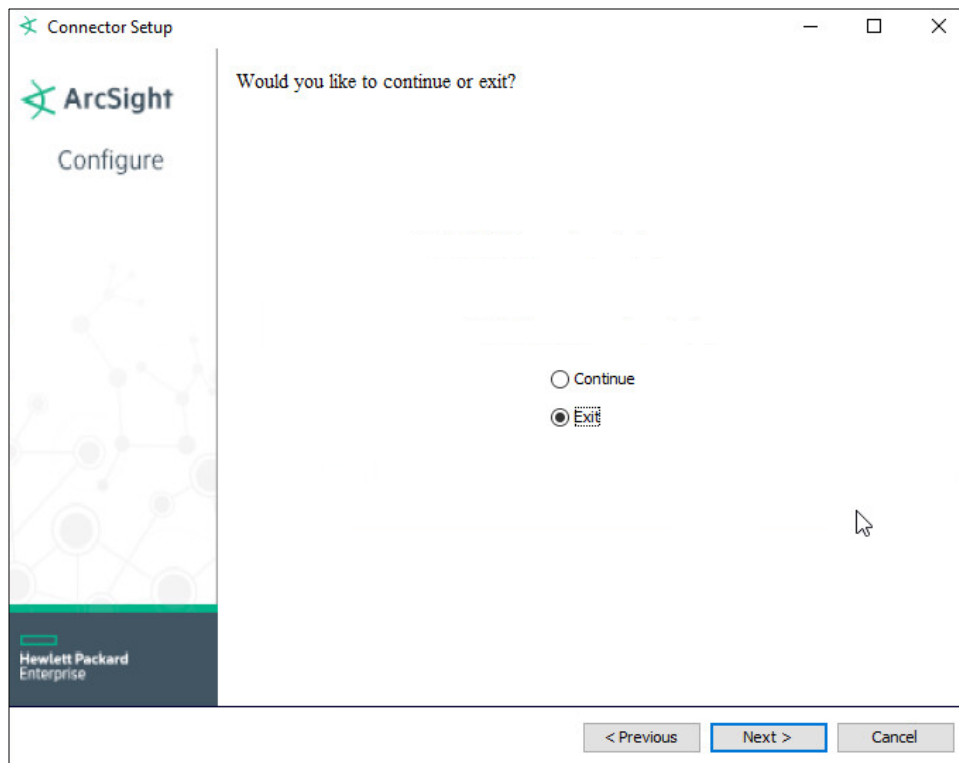 Connector Setup
ArcSight
Configure
Would you like to continue or exit?
Continue
Exit
Hewlett Packard
Enterprise
< Previous
Next >
Cancel